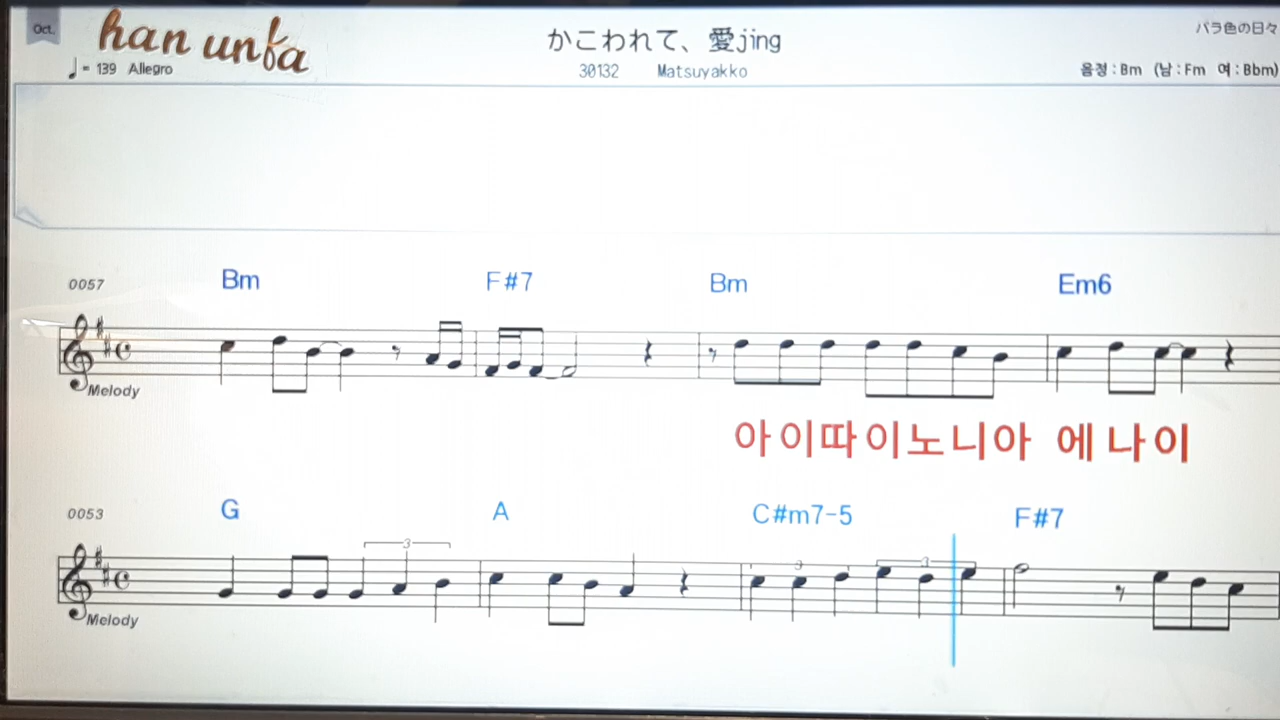 Oct.
han unfa
かこわれて、愛jing
バラ色の日々
= 139 Allegro
30132 Matsuyakko
음정 : Bm (남 : Fm 여 : Bbm)
0057 Bm F#7 Bm Em6
Melody
아이따이노니아 에나이
0053 G A C#m7-5 F#7
3 3 3
Melody